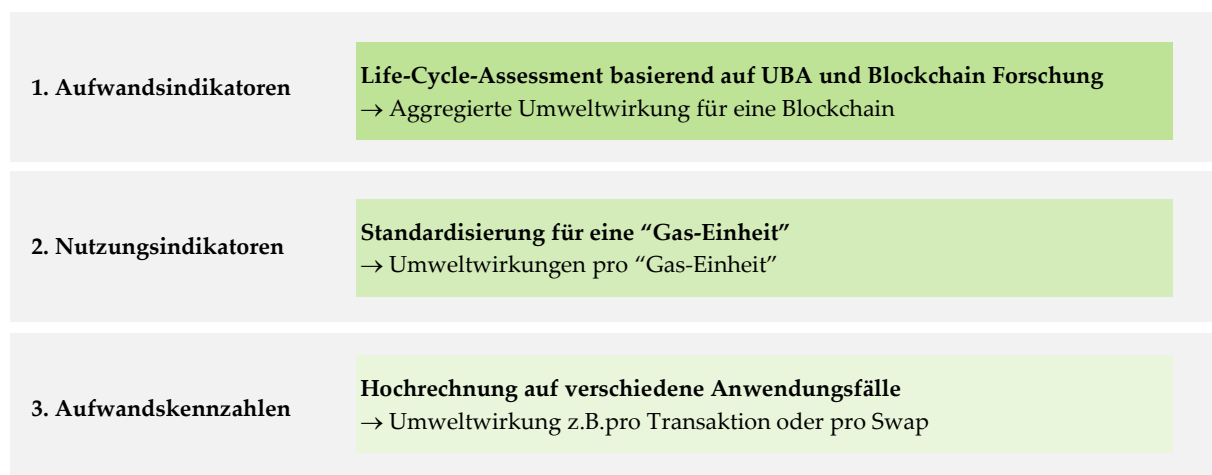 1. Aufwandsindikatoren
Life-Cycle-Assessment basierend auf UBA und Blockchain Forschung
→ Aggregierte Umweltwirkung für eine Blockchain
2. Nutzungsindikatoren
Standardisierung für eine “Gas-Einheit”
→ Umweltwirkungen pro “Gas-Einheit”
3. Aufwandskennzahlen
Hochrechnung auf verschiedene Anwendungsfälle
→ Umweltwirkung z.B.pro Transaktion oder pro Swap